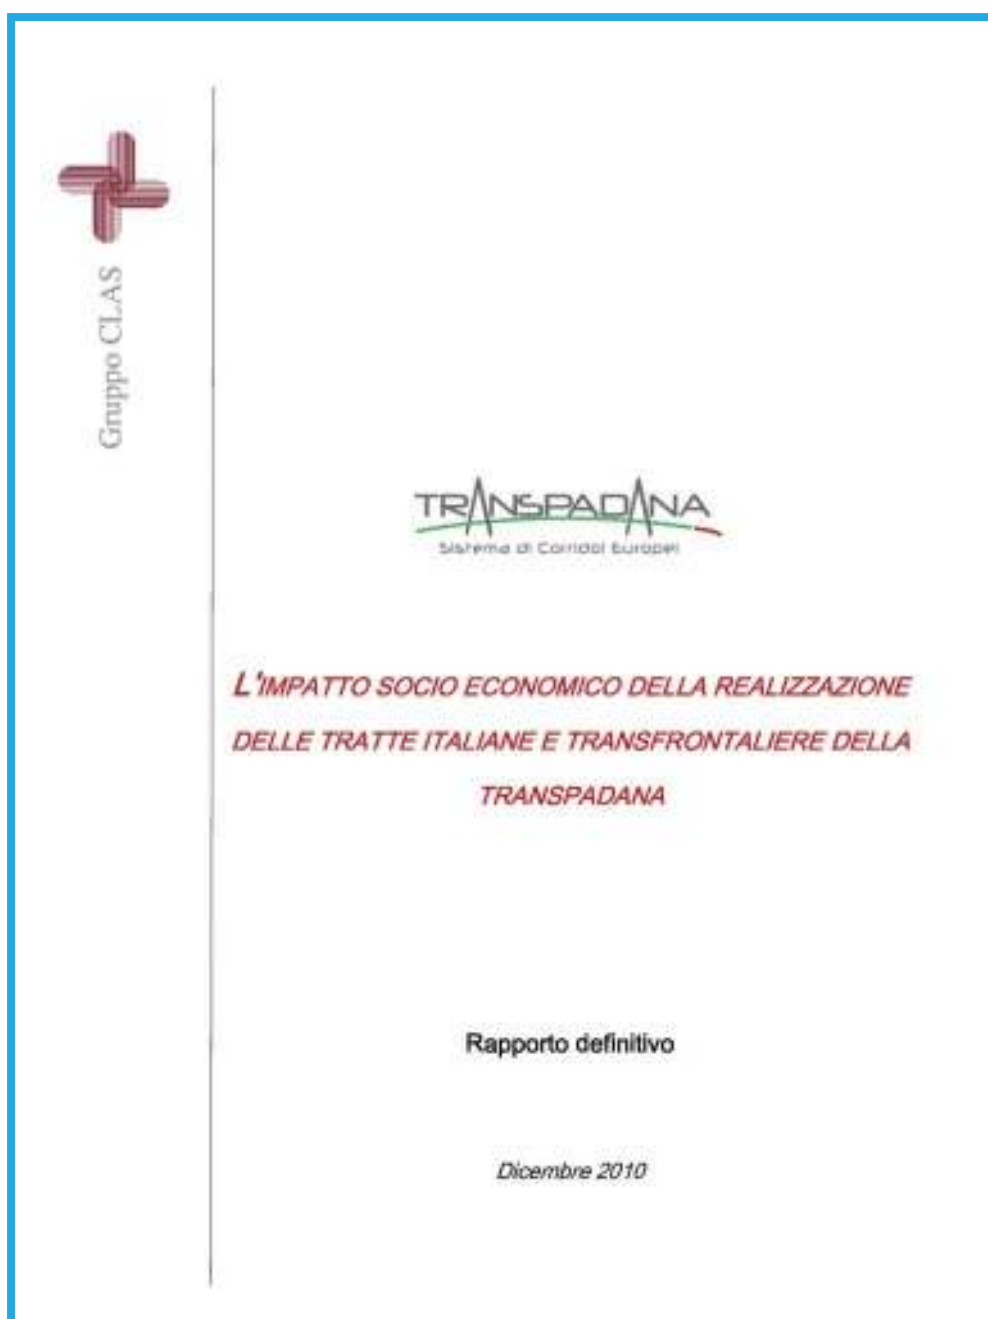 Gruppo CLAS
TRANSPADANA
Sistema di Corridoi Europei
L'IMPATTO SOCIO ECONOMICO DELLA REALIZZAZIONE
DELLE TRATTE ITALIANE E TRANSFRONTALIERE DELLA
TRANSPADANA
Rapporto definitivo
Dicembre 2010